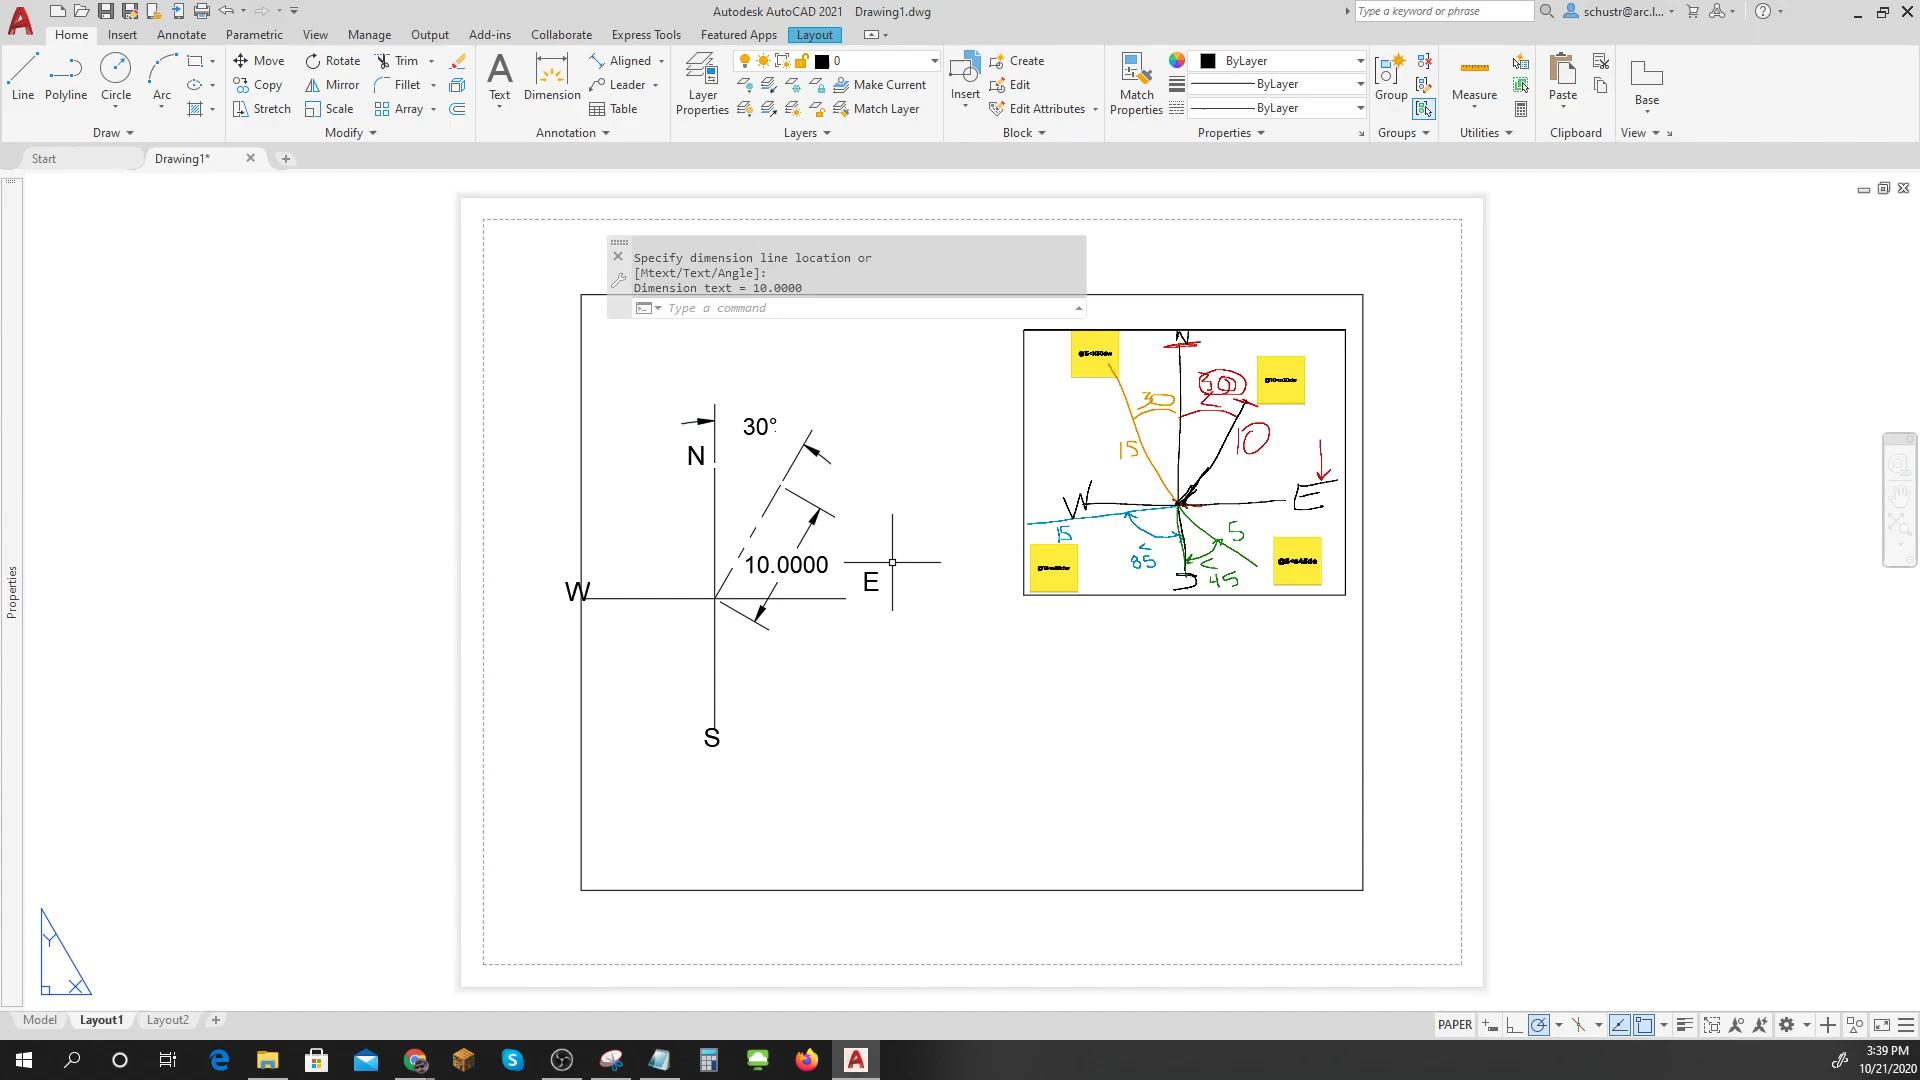 Autodesk AutoCAD 2021 Drawing1.dwg
Type a keyword or phrase
schustr@arc.l...
Home Insert Annotate Parametric View Manage Output Add-ins Collaborate Express Tools Featured Apps Layout
Line Polyline Circle Arc
Draw
Move Rotate Trim
Copy Mirror Fillet
Stretch Scale Array
Modify
Text Dimension
Aligned
Leader
Table
Annotation
Layer Properties
0
Make Current
Match Layer
Layers
Insert
Create
Edit
Edit Attributes
Block
Match Properties
ByLayer
ByLayer
ByLayer
Properties
Group
Groups
Measure
Utilities
Paste
Clipboard
Base
View
Start
Drawing1*
Properties
Specify dimension line location or
[Mtext/Text/Angle]:
Dimension text = 10.0000
Type a command
30°
N
10.0000
W
E
S
N
30
30
<
10
15
W
E
15
5
<
85
<
45
Y
X
Model Layout1 Layout2
PAPER
3:39 PM
10/21/2020